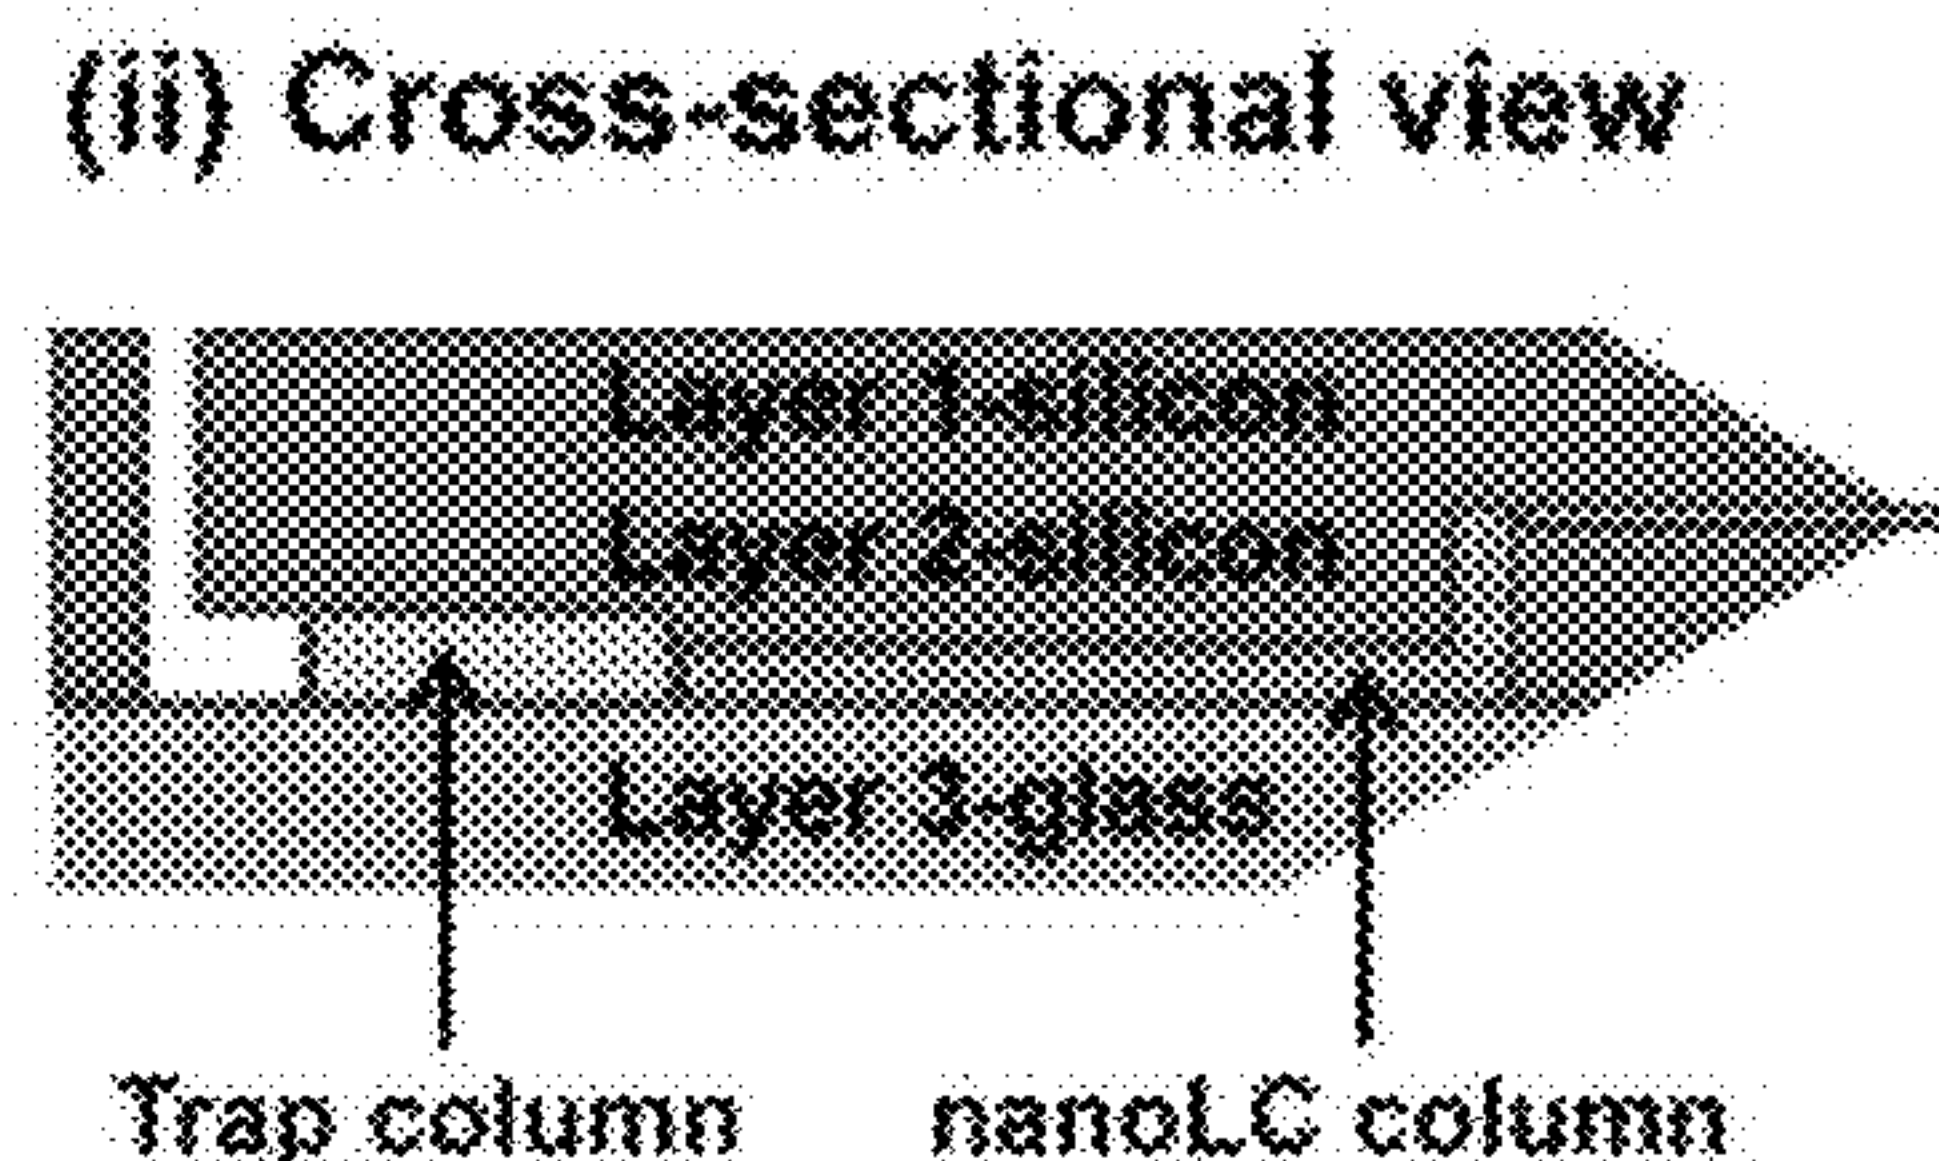 (ii) Cross-sectional view
Layer 1-silicon
Layer 2-silicon
Layer 3-glass
Trap column
nanoLC column